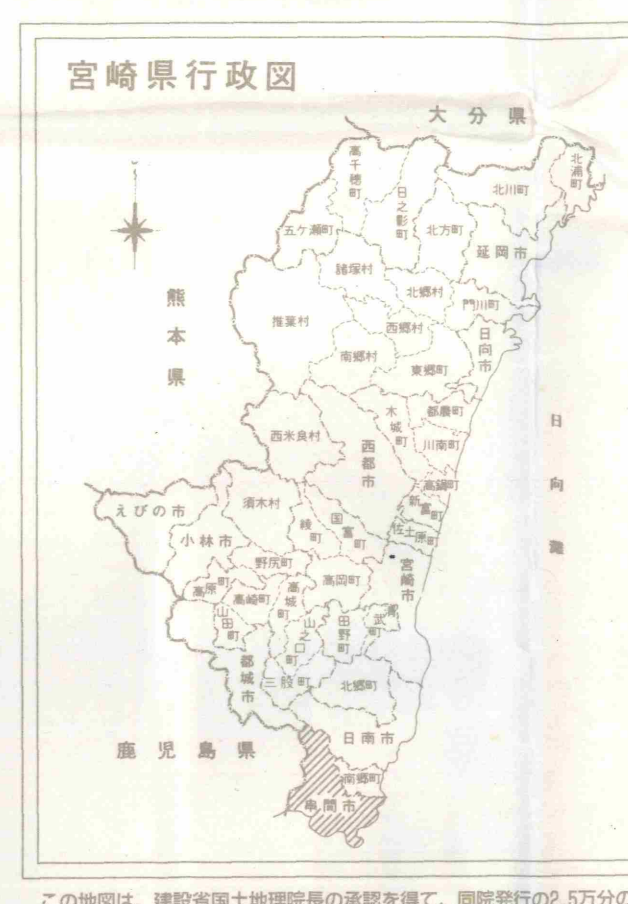 宮崎県行政図
大分県
高千穂町
日之影町
北川町
北浦町
五ケ瀬町
北方町
延岡市
諸塚村
北郷村
門川町
熊本県
椎葉村
西郷村
日向市
南郷村
東郷町
木城町
都農町
西米良村
西都市
川南町
日向灘
高鍋町
えびの市
須木村
綾町
国富町
新富町
佐土原町
小林市
野尻町
宮崎市
高原町
高崎町
高城町
高岡町
山田町
山之口町
田野町
清武町
都城市
三股町
北郷町
鹿児島県
日南市
南郷町
串間市
この地図は、建設省国土地理院長の承認を得て、同院発行の2.5万分の